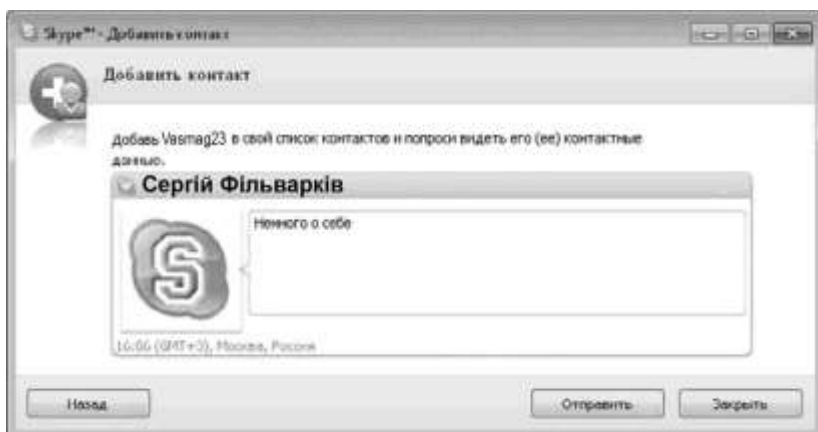 Skype™ - Добавить контакт
Добавить контакт
Добавь Vasmag23 в свой список контактов и попроси видеть его (ее) контактные
данные.
Сергій Фільварків
Немного о себе
16:06 (GMT+3), Москва, Россия
Назад
Отправить
Закрыть